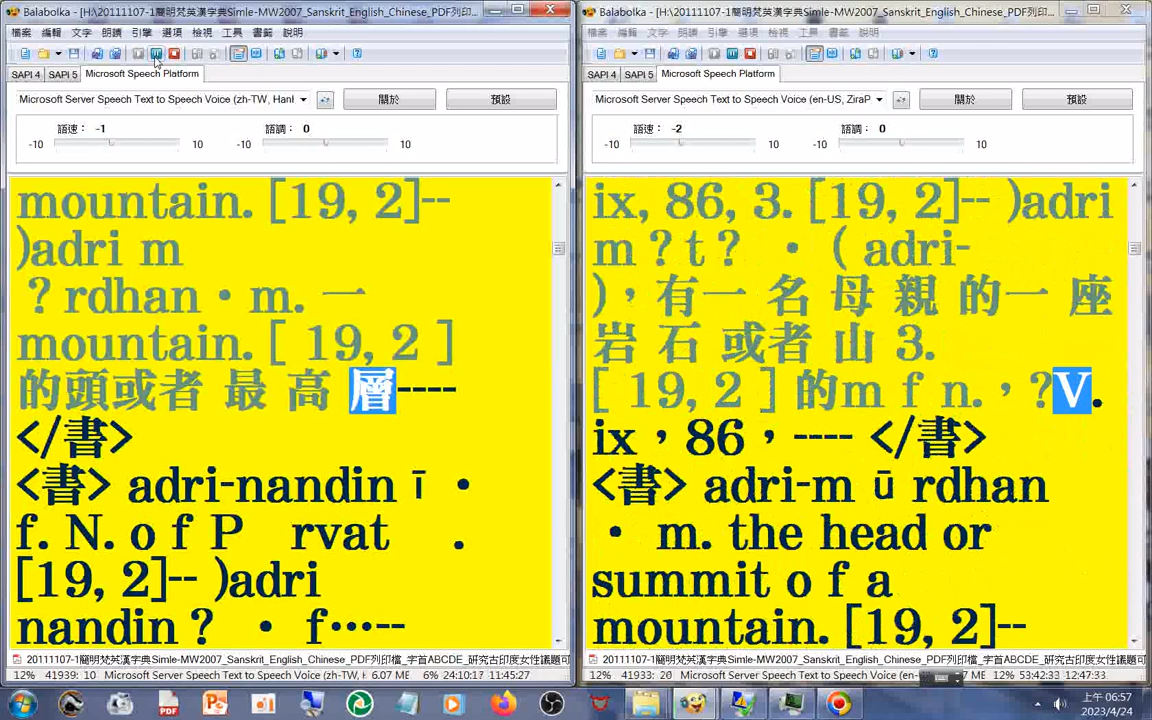 Balabolka - [H:\20111107-1簡明梵英漢字典Simle-MW2007_Sanskrit_English_Chinese_PDF列印...
檔案 編輯 文字 朗讀 引擎 選項 檢視 工具 書籤 說明
SAPI 4 SAPI 5 Microsoft Speech Platform
Microsoft Server Speech Text to Speech Voice (zh-TW, Hanl
關於 預設
語速： -1 語調： 0
-10 10 -10 10
mountain. [19, 2]--
)adri m
？rdhan・m. 一
mountain. [ 19, 2 ]
的頭或者 最 高 層----
</書>
<書> adri-nandin ī ・
f. N. o f P rvat .
[19, 2]-- )adri
nandin？ ・ f…--
20111107-1簡明梵英漢字典Simle-MW2007_Sanskrit_English_Chinese_PDF列印檔_字首ABCDE_研究古印度女性議題可
12% 41939: 10 Microsoft Server Speech Text to Speech Voice (zh-TW, H 6.07 ME 6% 24:10:17 11:45:27
Balabolka - [H:\20111107-1簡明梵英漢字典Simle-MW2007_Sanskrit_English_Chinese_PDF列印...
檔案 編輯 文字 朗讀 引擎 選項 檢視 工具 書籤 說明
SAPI 4 SAPI 5 Microsoft Speech Platform
Microsoft Server Speech Text to Speech Voice (en-US, ZiraP
關於 預設
語速： -2 語調： 0
-10 10 -10 10
ix, 86, 3. [19, 2]-- )adri
m？t？ ・（ adri-
)，有一 名 母 親 的一 座
岩 石 或者 山 3.
[ 19, 2 ] 的m f n.，?V.
ix，86，---- </書>
<書> adri-m ū rdhan
・ m. the head or
summit o f a
mountain. [19, 2]--
20111107-1簡明梵英漢字典Simle-MW2007_Sanskrit_English_Chinese_PDF列印檔_字首ABCDE_研究古印度女性議題可
12% 41933: 20 Microsoft Server Speech Text to Speech Voice (en- 12% 53:42:33 12:47:33
上午 06:57
2023/4/24